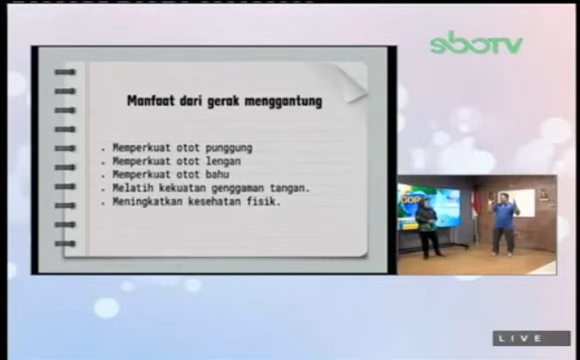 sboTV
Manfaat dari gerak menggantung
. Memperkuat otot punggung
. Memperkuat otot lengan
. Memperkuat otot bahu
. Melatih kekuatan genggaman tangan.
. Meningkatkan kesehatan fisik.
LIVE